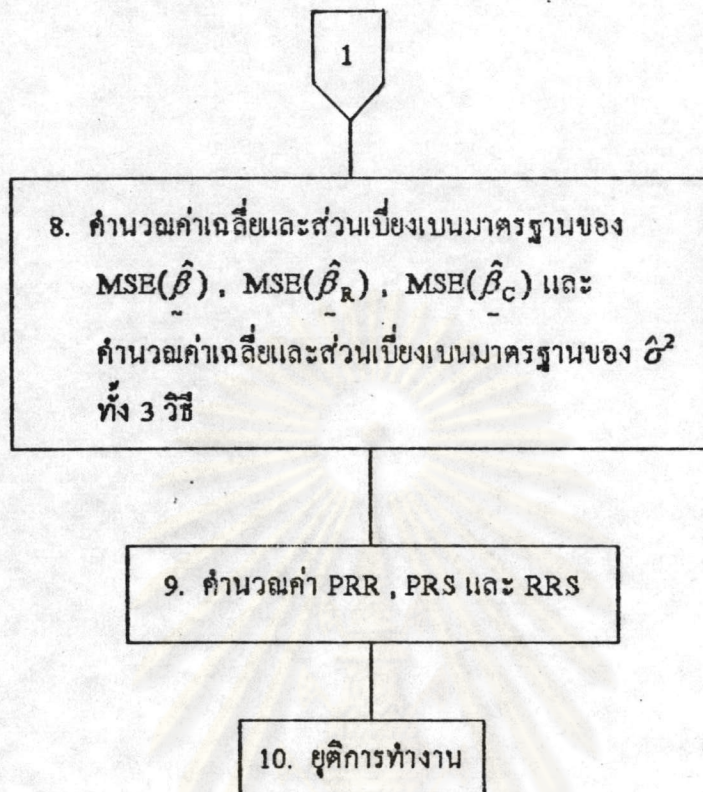 1
8. คำนวณค่าเฉลี่ยและส่วนเบี่ยงเบนมาตรฐานของ
MSE(β̂) , MSE(β̂_R) , MSE(β̂_C) และ
คำนวณค่าเฉลี่ยและส่วนเบี่ยงเบนมาตรฐานของ σ̂²
ทั้ง 3 วิธี
9. คำนวณค่า PRR , PRS และ RRS
10. ยุติการทำงาน